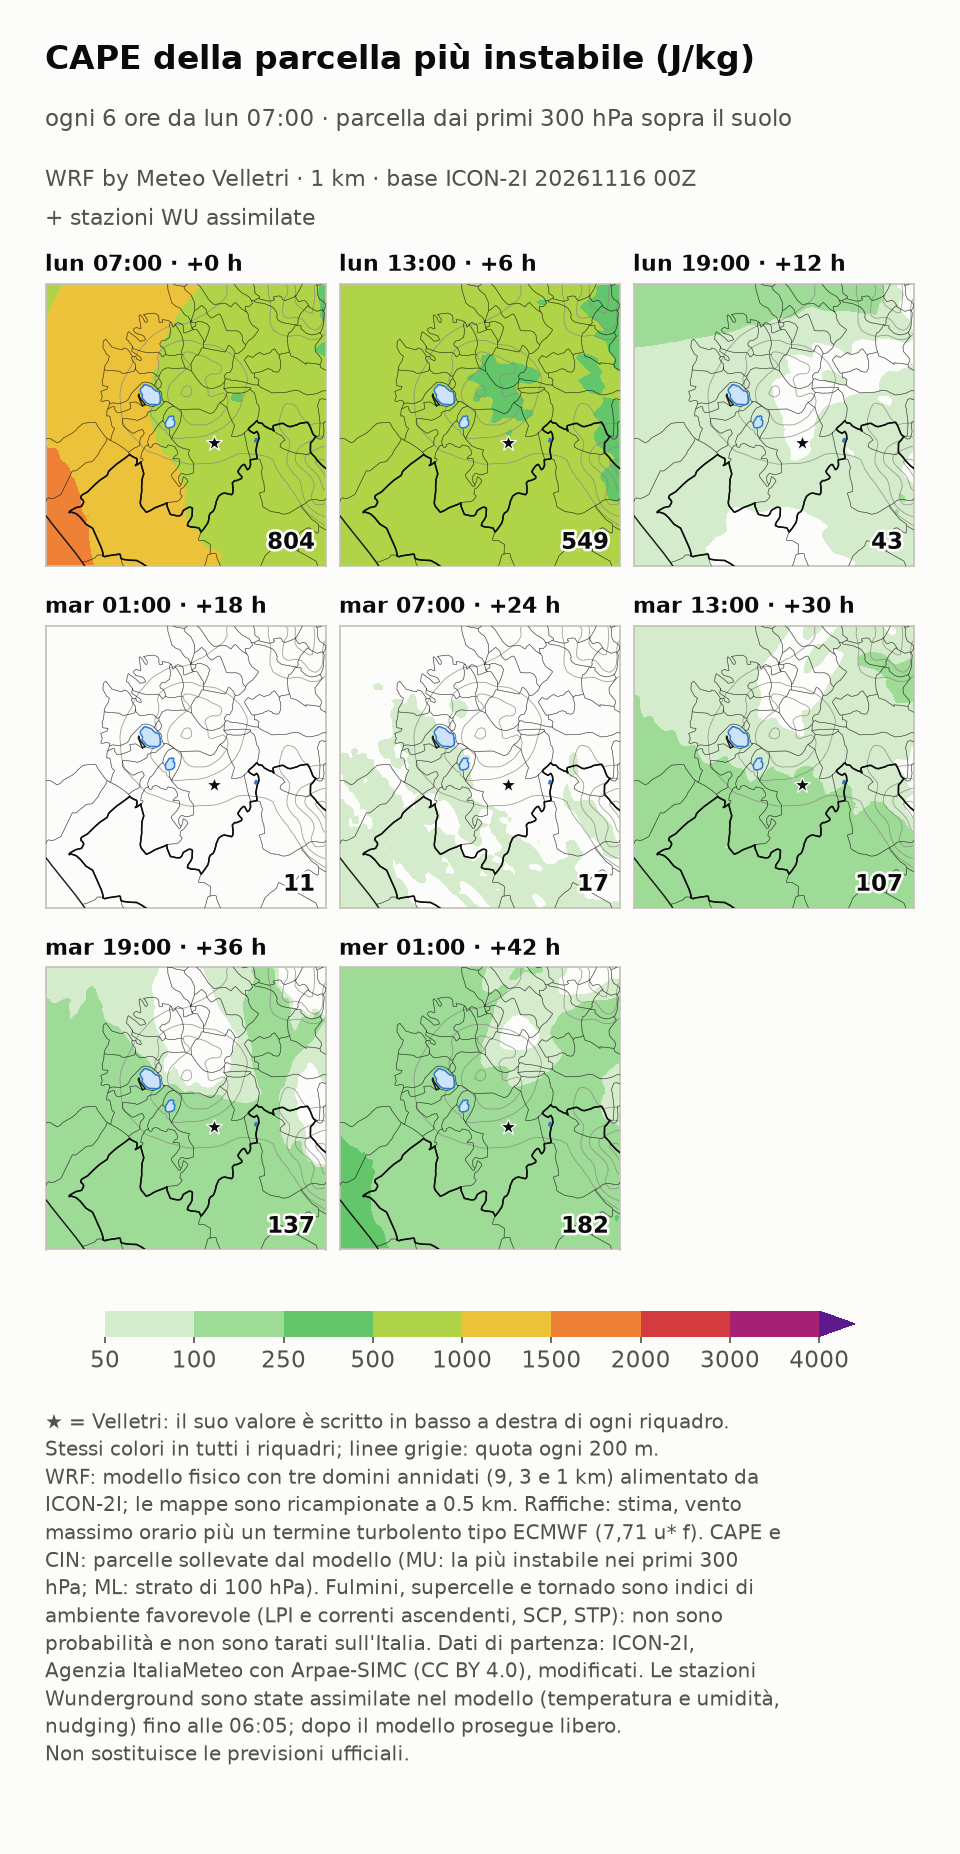 CAPE della parcella più instabile (J/kg)
ogni 6 ore da lun 07:00 · parcella dai primi 300 hPa sopra il suolo
WRF by Meteo Velletri · 1 km · base ICON-2I 20261116 00Z
+ stazioni WU assimilate
lun 07:00 · +0 h
lun 13:00 · +6 h
lun 19:00 · +12 h
804
549
43
mar 01:00 · +18 h
mar 07:00 · +24 h
mar 13:00 · +30 h
11
17
107
mar 19:00 · +36 h
mer 01:00 · +42 h
137
182
50 100 250 500 1000 1500 2000 3000 4000
★ = Velletri: il suo valore è scritto in basso a destra di ogni riquadro.
Stessi colori in tutti i riquadri; linee grigie: quota ogni 200 m.
WRF: modello fisico con tre domini annidati (9, 3 e 1 km) alimentato da
ICON-2I; le mappe sono ricampionate a 0.5 km. Raffiche: stima, vento
massimo orario più un termine turbolento tipo ECMWF (7,71 u* f). CAPE e
CIN: parcelle sollevate dal modello (MU: la più instabile nei primi 300
hPa; ML: strato di 100 hPa). Fulmini, supercelle e tornado sono indici di
ambiente favorevole (LPI e correnti ascendenti, SCP, STP): non sono
probabilità e non sono tarati sull'Italia. Dati di partenza: ICON-2I,
Agenzia ItaliaMeteo con Arpae-SIMC (CC BY 4.0), modificati. Le stazioni
Wunderground sono state assimilate nel modello (temperatura e umidità,
nudging) fino alle 06:05; dopo il modello prosegue libero.
Non sostituisce le previsioni ufficiali.